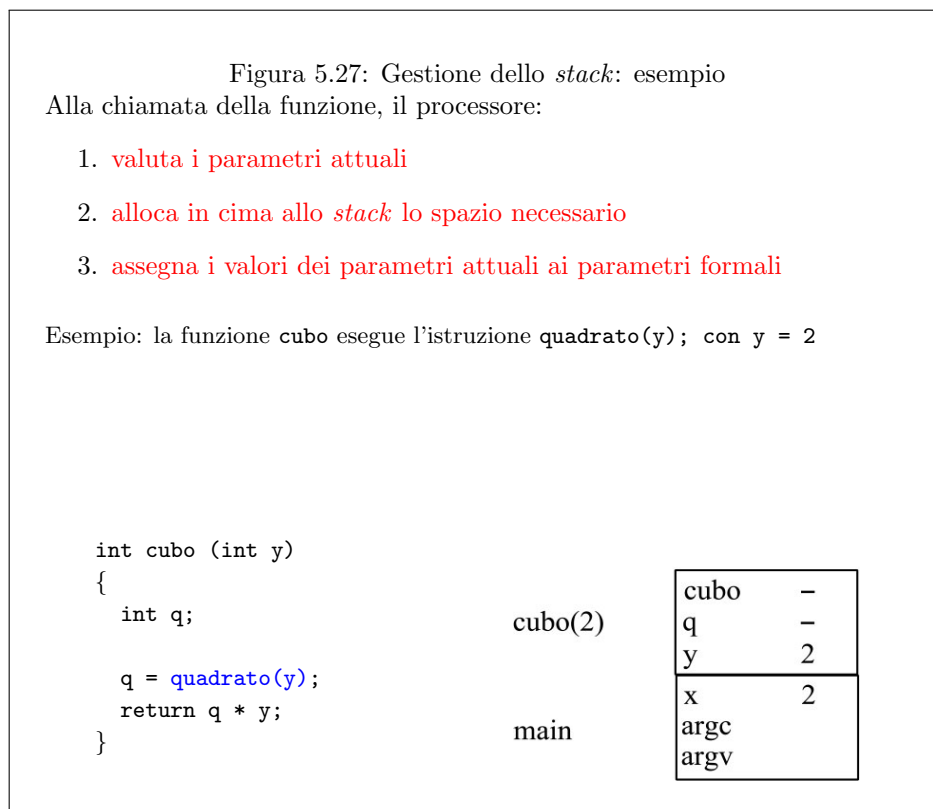 Figura 5.27: Gestione dello stack: esempio
Alla chiamata della funzione, il processore:
1. valuta i parametri attuali
2. alloca in cima allo stack lo spazio necessario
3. assegna i valori dei parametri attuali ai parametri formali
Esempio: la funzione cubo esegue l'istruzione quadrato(y); con y = 2
int cubo (int y)
{
int q;
q = quadrato(y);
return q * y;
}
cubo(2)
cubo –
q –
y 2
main
x 2
argc
argv